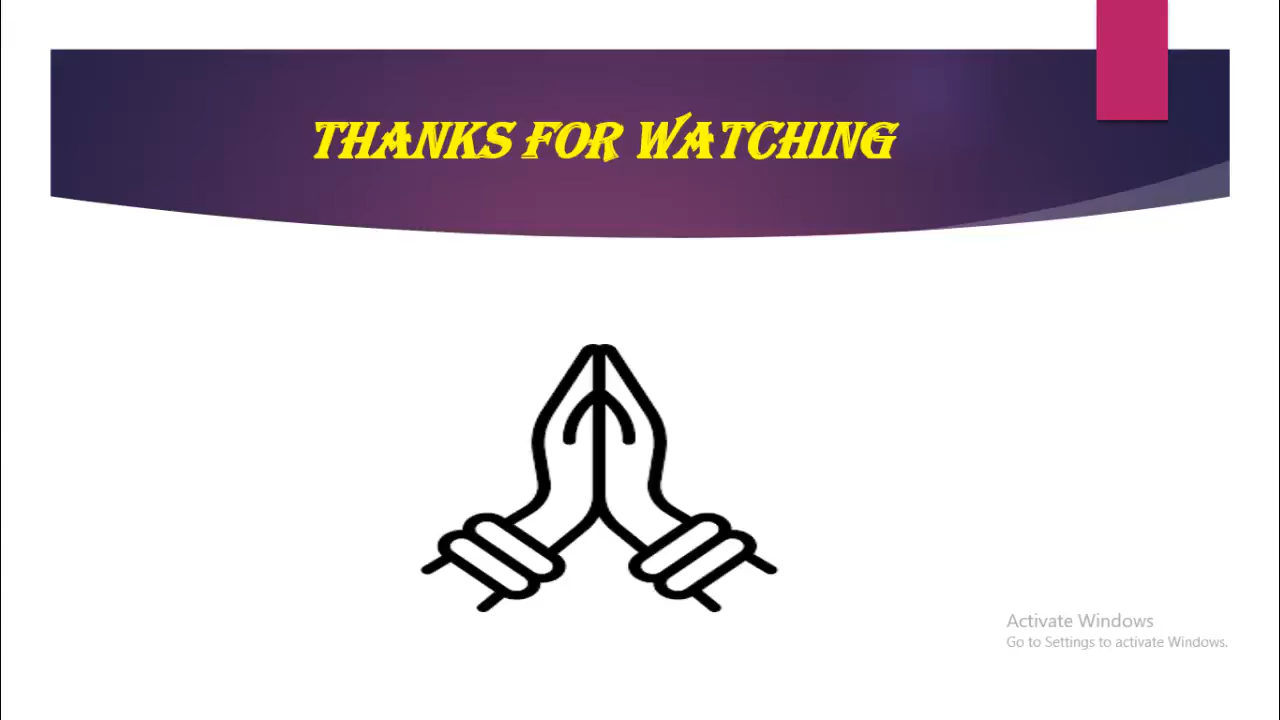 THANKS FOR WATCHING
Activate Windows
Go to Settings to activate Windows.